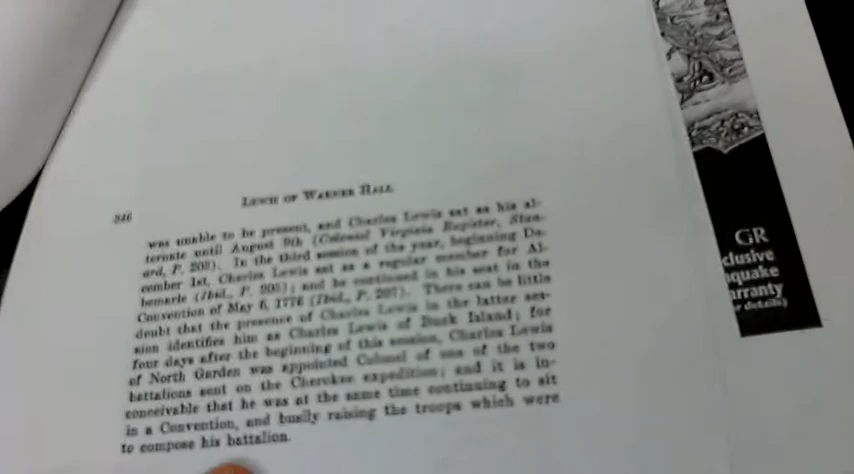 346
LEWIS OF WARNER HALL
was unable to be present, and Charles Lewis sat as his al-
ternate until August 9th (Colonial Virginia Register, Stan-
ard, P. 203). In the third session of the year, beginning De-
cember 1st, Charles Lewis sat as a regular member for Al-
bemarle (Ibid., P. 205); and he continued in his seat in the
Convention of May 6, 1776 (Ibid., P. 207). There can be little
doubt that the presence of Charles Lewis in the latter ses-
sion identifies him as Charles Lewis of Buck Island; for
four days after the beginning of this session, Charles Lewis
of North Garden was appointed Colonel of one of the two
battalions sent on the Cherokee expedition; and it is in-
conceivable that he was at the same time continuing to sit
in a Convention, and busily raising the troops which were
to compose his battalion.
GR
clusive
hquake
arranty
details)